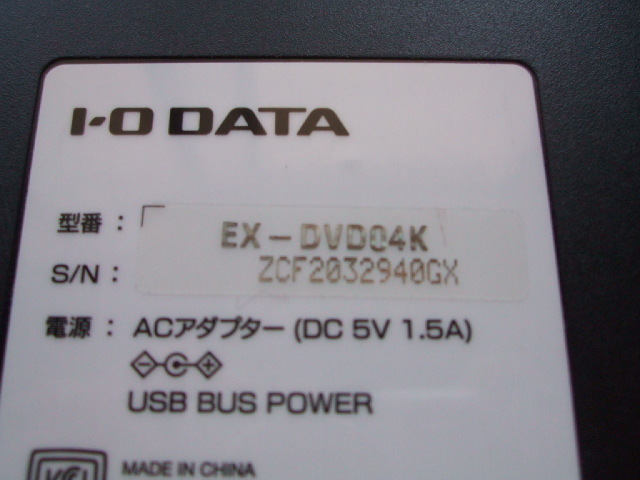 I-O DATA
型番： EX-DVD04K
S/N： ZCF2032940GX
電源： ACアダプター (DC 5V 1.5A)
USB BUS POWER
MADE IN CHINA